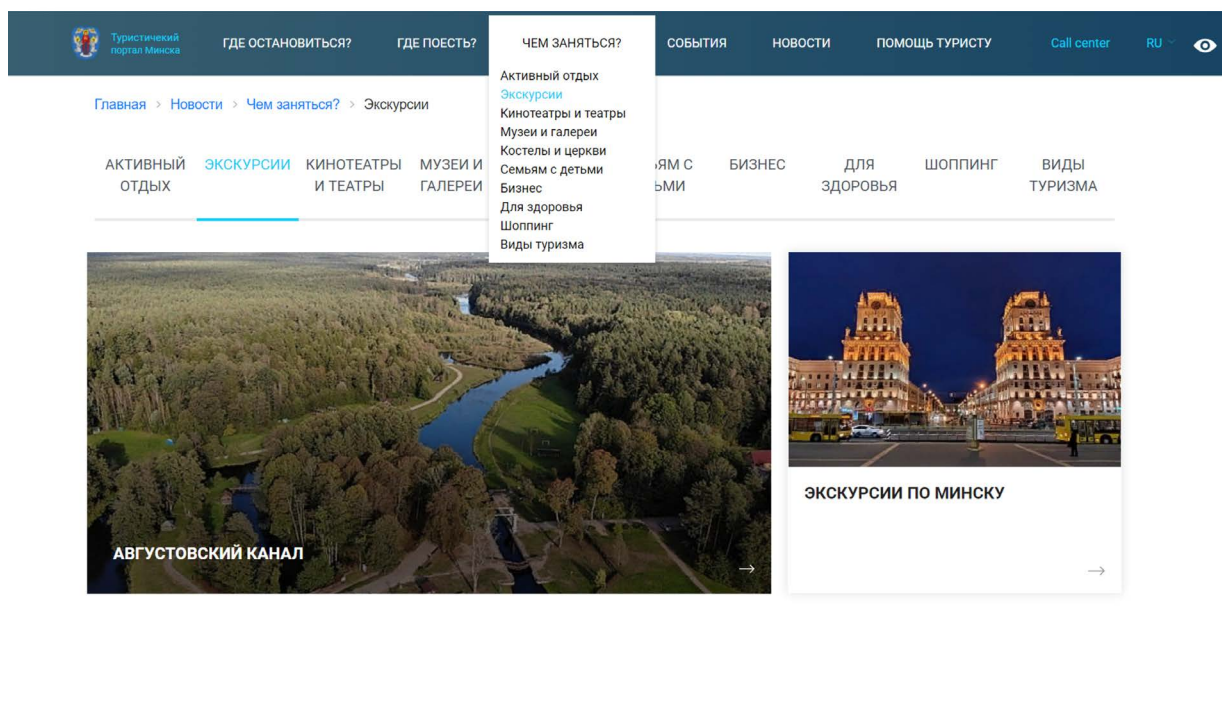 Туристичекий
портал Минска
ГДЕ ОСТАНОВИТЬСЯ?
ГДЕ ПОЕСТЬ?
ЧЕМ ЗАНЯТЬСЯ?
СОБЫТИЯ
НОВОСТИ
ПОМОЩЬ ТУРИСТУ
Call center
RU
Активный отдых
Экскурсии
Кинотеатры и театры
Музеи и галереи
Костелы и церкви
Семьям с детьми
Бизнес
Для здоровья
Шоппинг
Виды туризма
Главная > Новости > Чем заняться? > Экскурсии
АКТИВНЫЙ
ОТДЫХ
ЭКСКУРСИИ
КИНОТЕАТРЫ
И ТЕАТРЫ
МУЗЕИ И
ГАЛЕРЕИ
ЬЯМ С
ЬМИ
БИЗНЕС
ДЛЯ
ЗДОРОВЬЯ
ШОППИНГ
ВИДЫ
ТУРИЗМА
АВГУСТОВСКИЙ КАНАЛ
ЭКСКУРСИИ ПО МИНСКУ